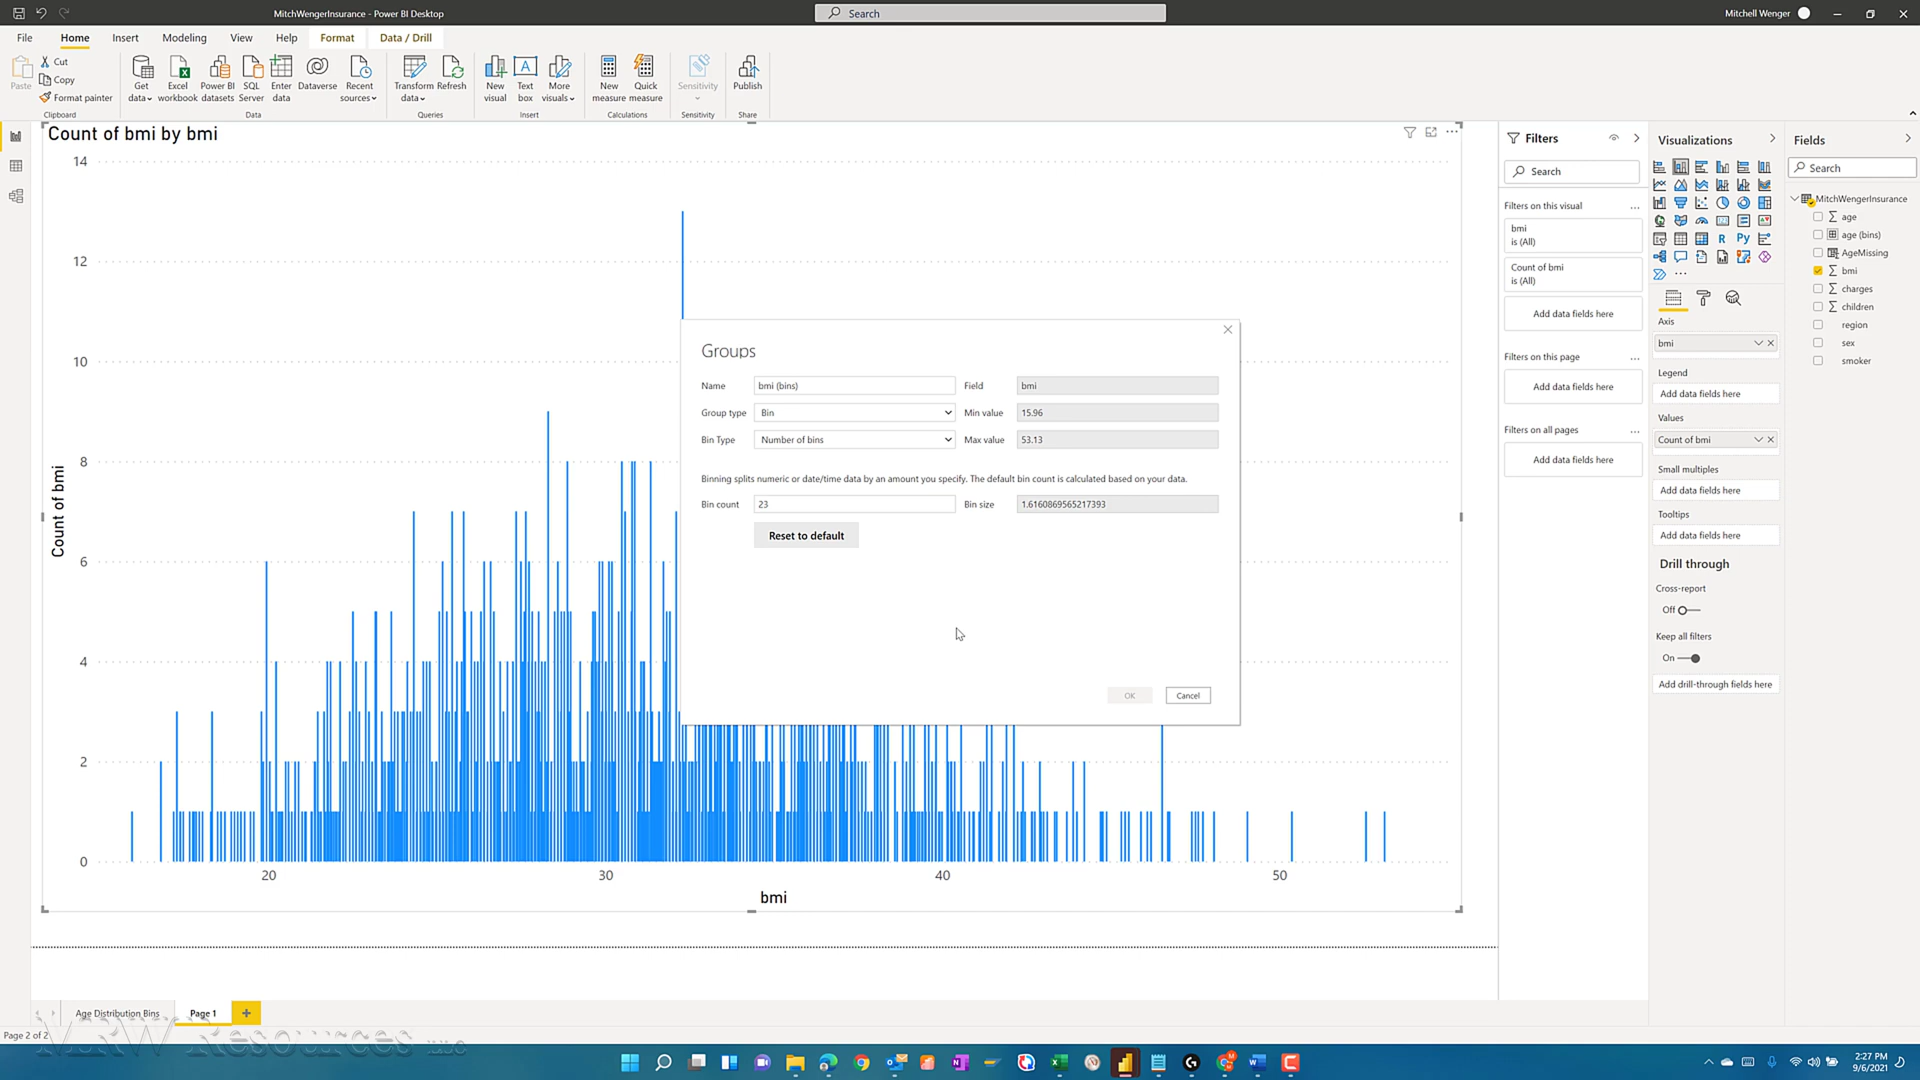 MitchWengerInsurance - Power BI Desktop
Search
Mitchell Wenger
File
Home
Insert
Modeling
View
Help
Format
Data / Drill
Paste
Cut
Copy
Format painter
Clipboard
Get data
Excel workbook
Power BI datasets
SQL Server
Enter data
Dataverse
Recent sources
Data
Transform data
Refresh
Queries
New visual
Text box
More visuals
Insert
New measure
Quick measure
Calculations
Sensitivity
Sensitivity
Publish
Share
Count of bmi by bmi
14
12
10
8
6
4
2
0
Count of bmi
20
30
40
50
bmi
Groups
Name
bmi (bins)
Field
bmi
Group type
Bin
Min value
15.96
Bin Type
Number of bins
Max value
53.13
Binning splits numeric or date/time data by an amount you specify. The default bin count is calculated based on your data.
Bin count
23
Bin size
1.6160869565217393
Reset to default
OK
Cancel
Filters
Search
Filters on this visual
bmi
is (All)
Count of bmi
is (All)
Add data fields here
Filters on this page
Add data fields here
Filters on all pages
Add data fields here
Visualizations
R
Py
Axis
bmi
Legend
Add data fields here
Values
Count of bmi
Small multiples
Add data fields here
Tooltips
Add data fields here
Drill through
Cross-report
Off
Keep all filters
On
Add drill-through fields here
Fields
Search
MitchWengerInsurance
age
age (bins)
AgeMissing
bmi
charges
children
region
sex
smoker
Age Distribution Bins
Page 1
Page 2 of 2
MRW Resources LLC
2:27 PM
9/6/2021